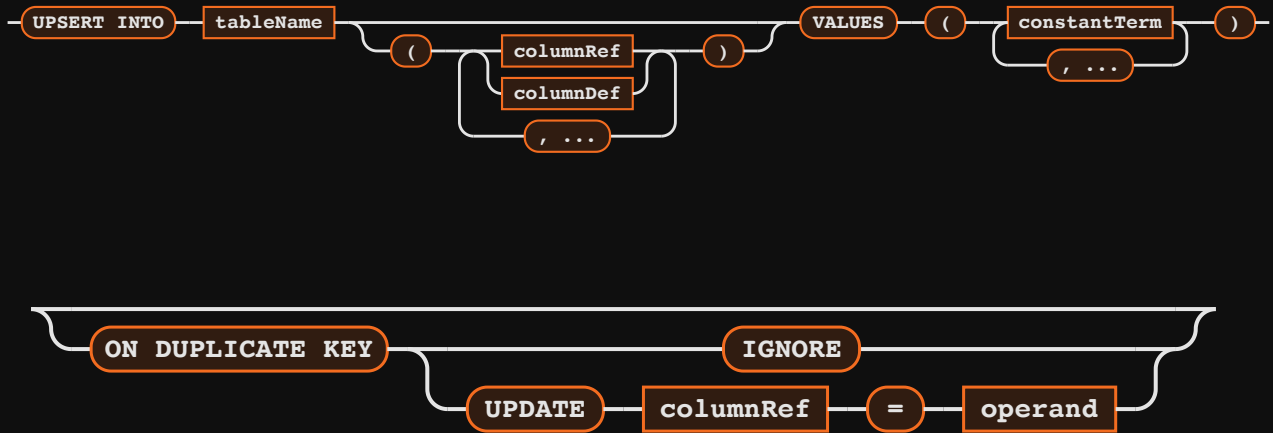 UPSERT INTO tableName VALUES ( constantTerm )
( columnRef ) , ...
columnDef
, ...
ON DUPLICATE KEY IGNORE
UPDATE columnRef = operand